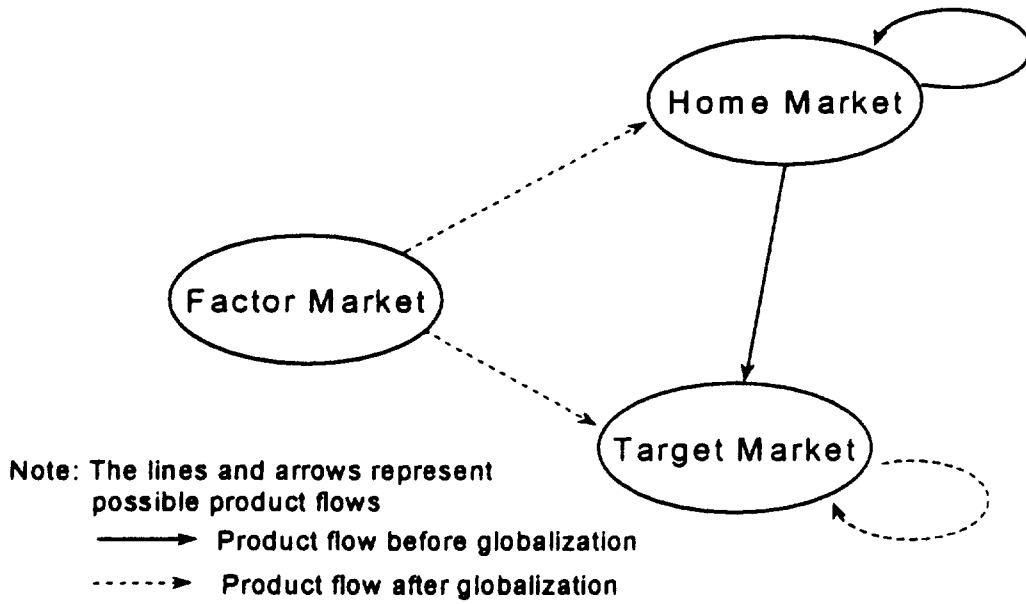 Home Market
Factor Market
Target Market
Note: The lines and arrows represent
possible product flows
Product flow before globalization
Product flow after globalization